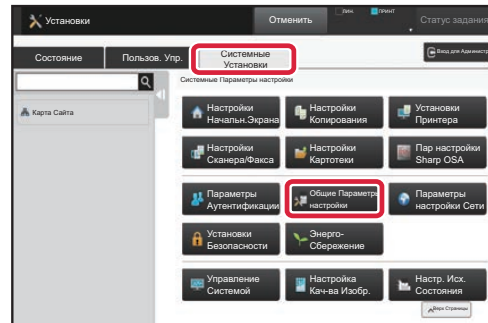 Установки
Отменить
ЛИН.
ПРИНТ
Статус задания
Состояние
Пользов. Упр.
Системные
Установки
Вход для Администр
Системные Параметры настройки
Карта Сайта
Настройки
Начальн.Экрана
Настройки
Копирования
Установки
Принтера
Настройки
Сканера/Факса
Настройки
Картотеки
Пар настройки
Sharp OSA
Параметры
Аутентификации
Общие Параметры
настройки
Параметры
настройки Сети
Установки
Безопасности
Энерго-
Сбережение
Управление
Системой
Настройка
Кач-ва Изобр.
Настр. Исх.
Состояния
Верх Страницы